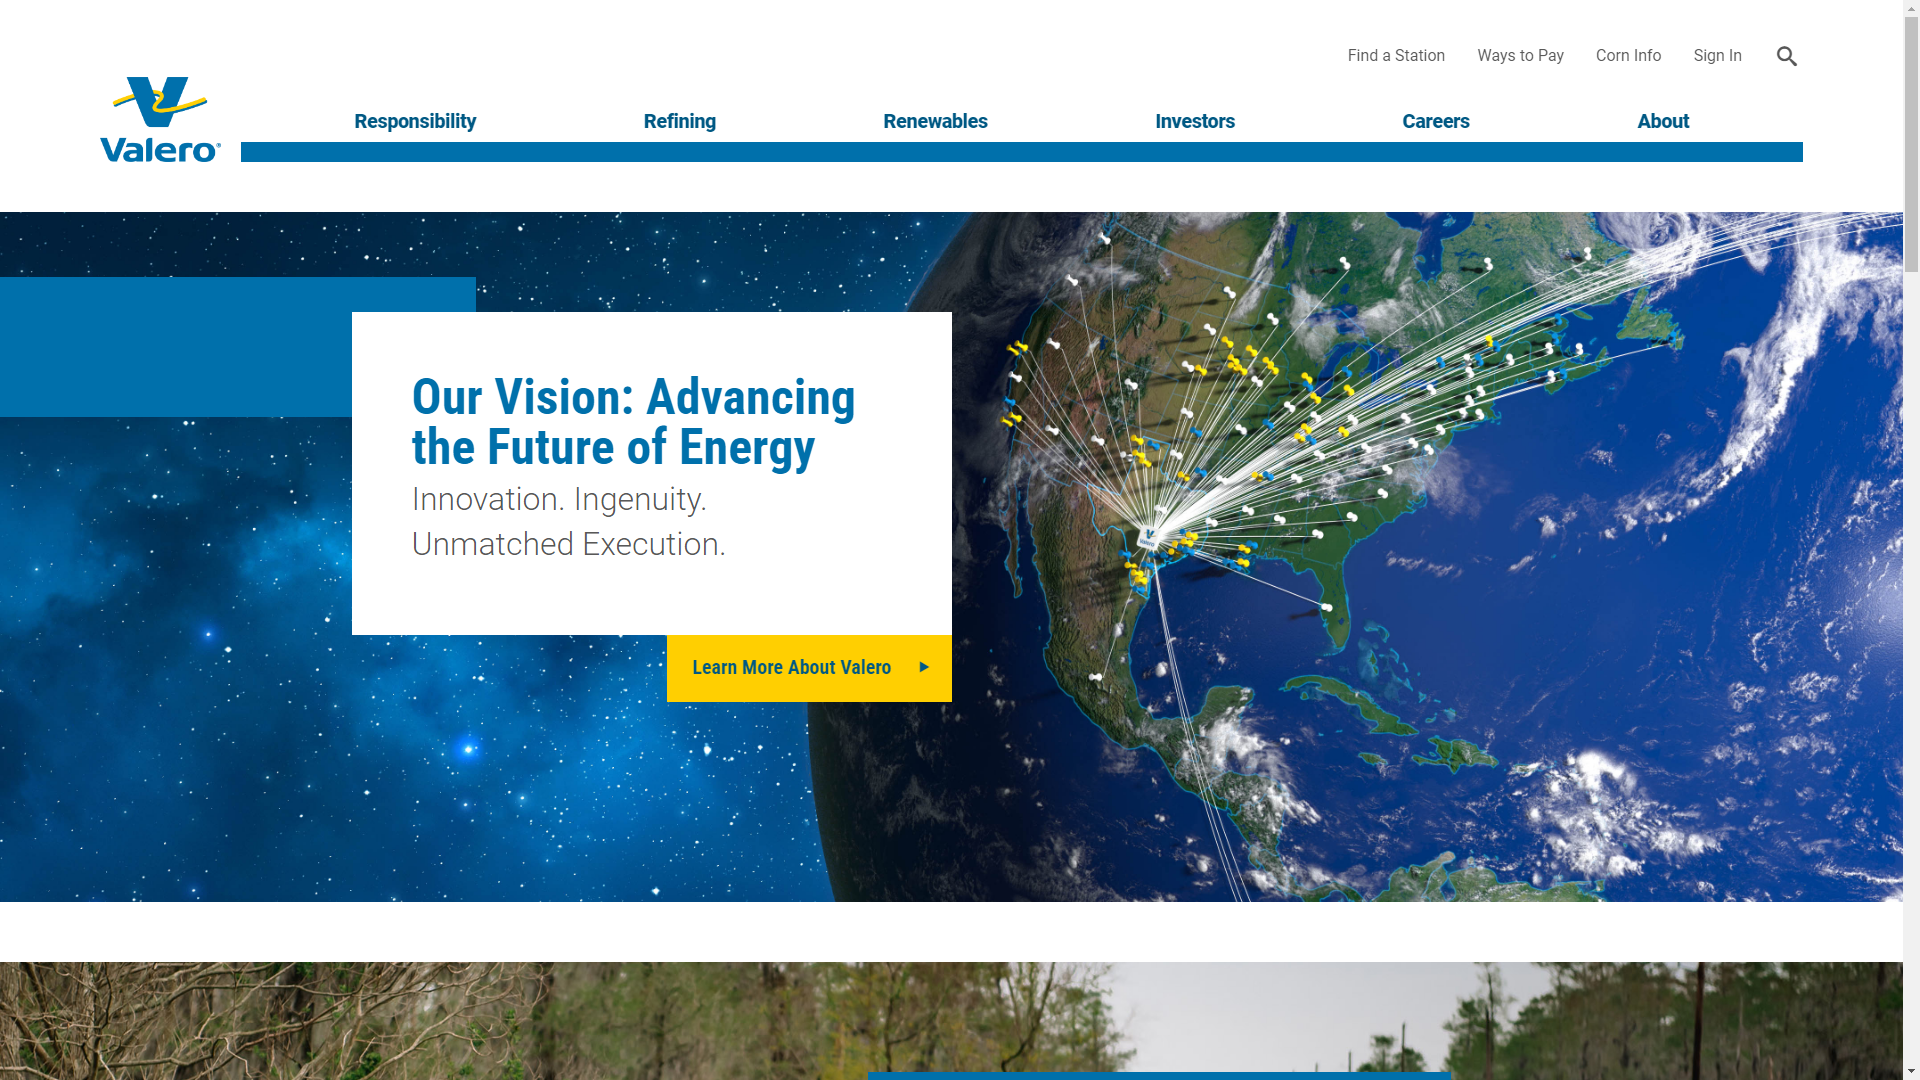 Find a Station Ways to Pay Corn Info Sign In
Valero®
Responsibility Refining Renewables Investors Careers About
Our Vision: Advancing
the Future of Energy
Innovation. Ingenuity.
Unmatched Execution.
Valero
Learn More About Valero